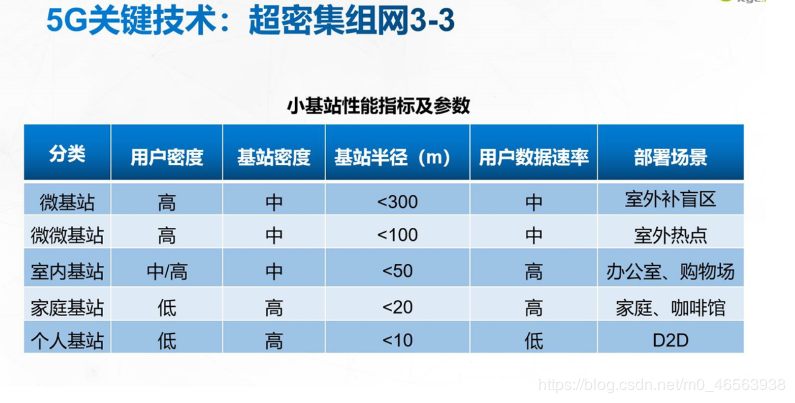 5G关键技术：超密集组网3-3
小基站性能指标及参数
分类 用户密度 基站密度 基站半径（m） 用户数据速率 部署场景
微基站 高 中 <300 中 室外补盲区
微微基站 高 中 <100 中 室外热点
室内基站 中/高 中 <50 高 办公室、购物场
家庭基站 低 高 <20 高 家庭、咖啡馆
个人基站 低 高 <10 低 D2D
https://blog.csdn.net/m0_46563938